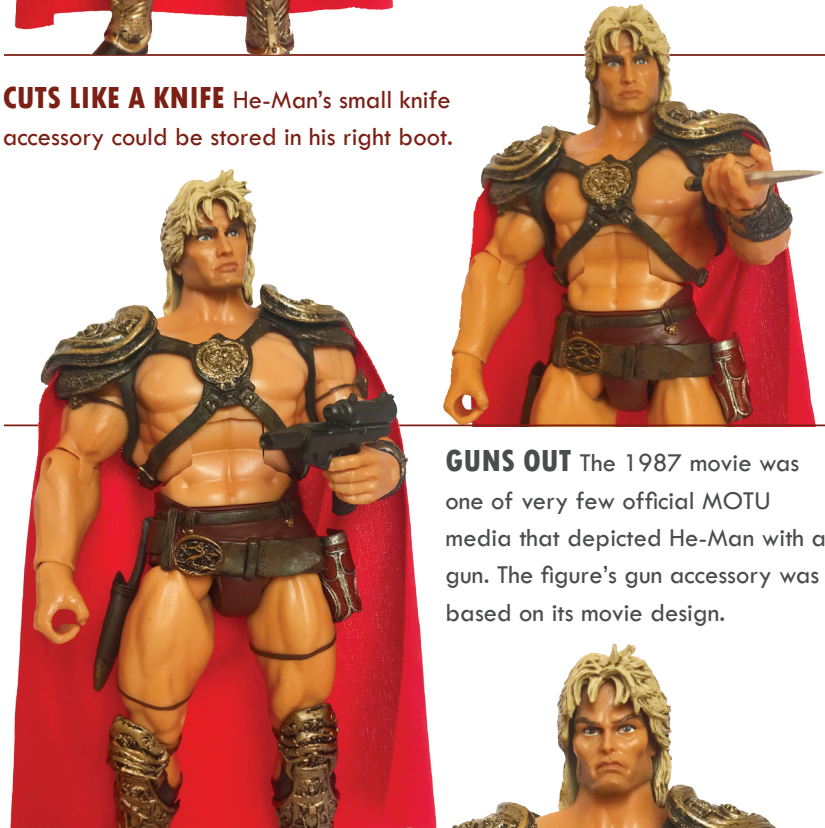 CUTS LIKE A KNIFE He-Man's small knife
accessory could be stored in his right boot.
GUNS OUT The 1987 movie was
one of very few official MOTU
media that depicted He-Man with a
gun. The figure's gun accessory was
based on its movie design.